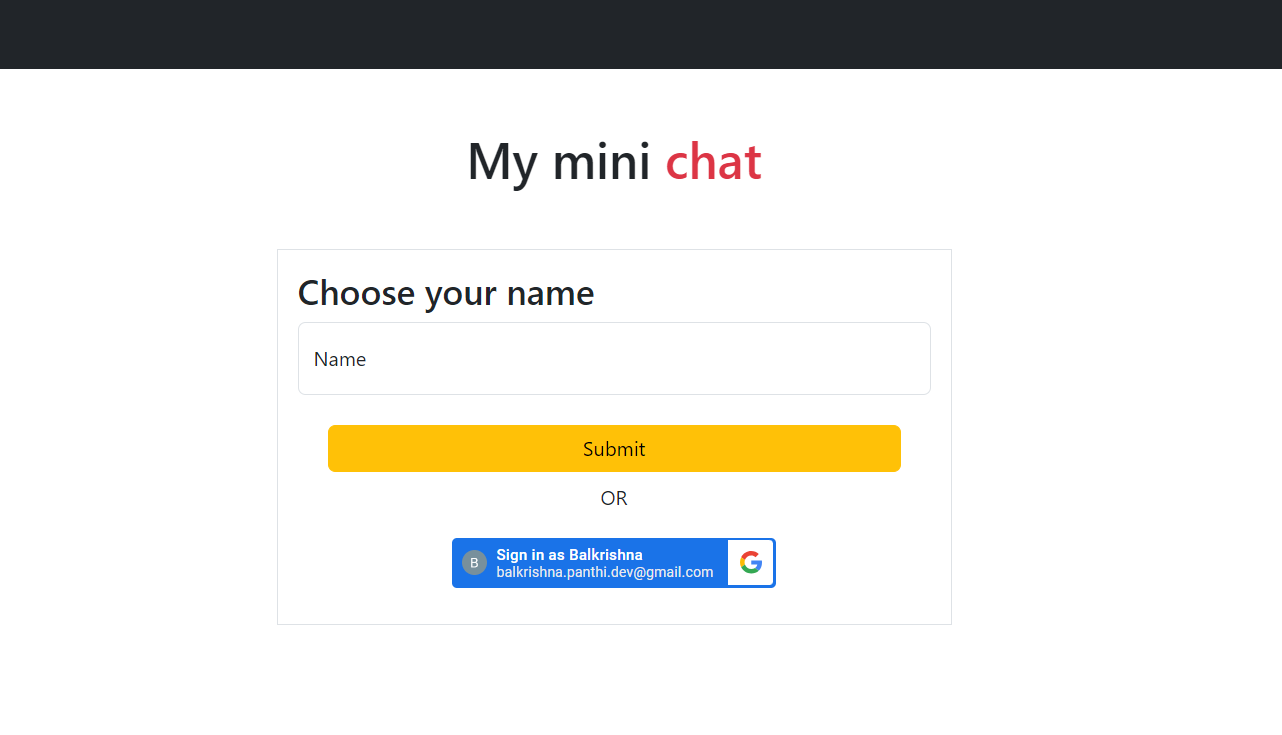 My mini chat
Choose your name
Name
Submit
OR
B
Sign in as Balkrishna
balkrishna.panthi.dev@gmail.com
G